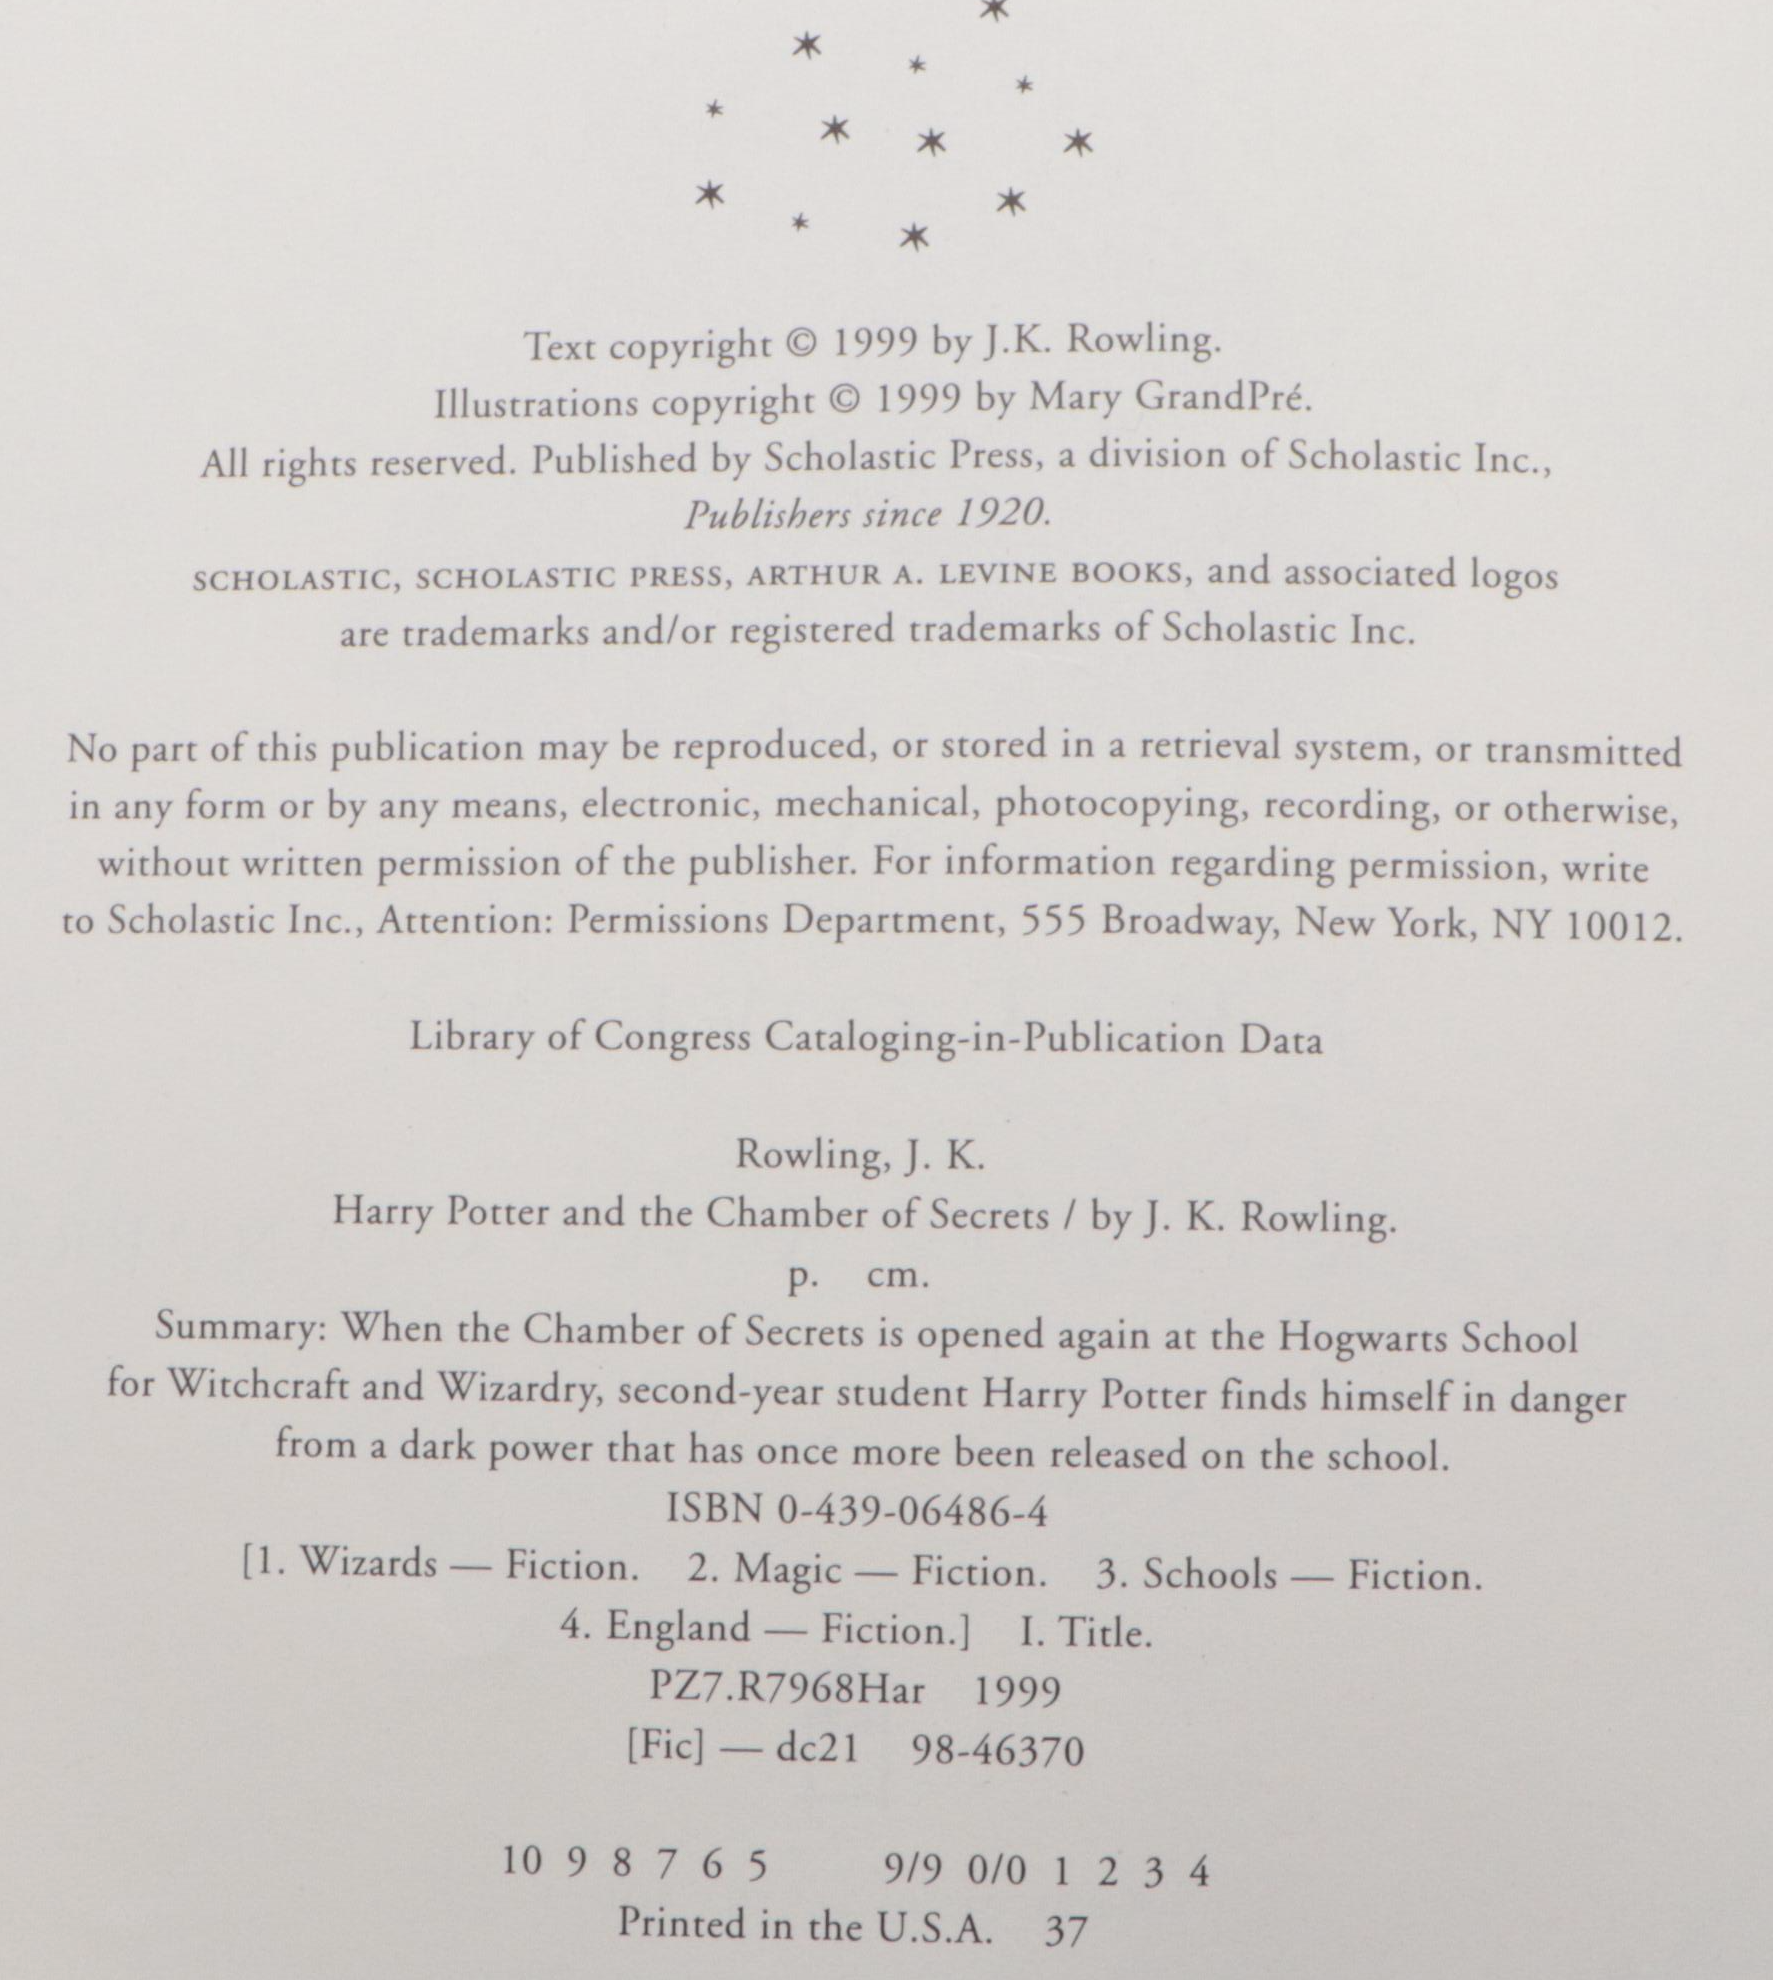 Text copyright © 1999 by J.K. Rowling.
Illustrations copyright © 1999 by Mary GrandPré.
All rights reserved. Published by Scholastic Press, a division of Scholastic Inc.,
Publishers since 1920.
SCHOLASTIC, SCHOLASTIC PRESS, ARTHUR A. LEVINE BOOKS, and associated logos
are trademarks and/or registered trademarks of Scholastic Inc.
No part of this publication may be reproduced, or stored in a retrieval system, or transmitted
in any form or by any means, electronic, mechanical, photocopying, recording, or otherwise,
without written permission of the publisher. For information regarding permission, write
to Scholastic Inc., Attention: Permissions Department, 555 Broadway, New York, NY 10012.
Library of Congress Cataloging-in-Publication Data
Rowling, J. K.
Harry Potter and the Chamber of Secrets / by J. K. Rowling.
p. cm.
Summary: When the Chamber of Secrets is opened again at the Hogwarts School
for Witchcraft and Wizardry, second-year student Harry Potter finds himself in danger
from a dark power that has once more been released on the school.
ISBN 0-439-06486-4
[1. Wizards — Fiction. 2. Magic — Fiction. 3. Schools — Fiction.
4. England — Fiction.] I. Title.
PZ7.R7968Har 1999
[Fic] — dc21 98-46370
10 9 8 7 6 5 9/9 0/0 1 2 3 4
Printed in the U.S.A. 37